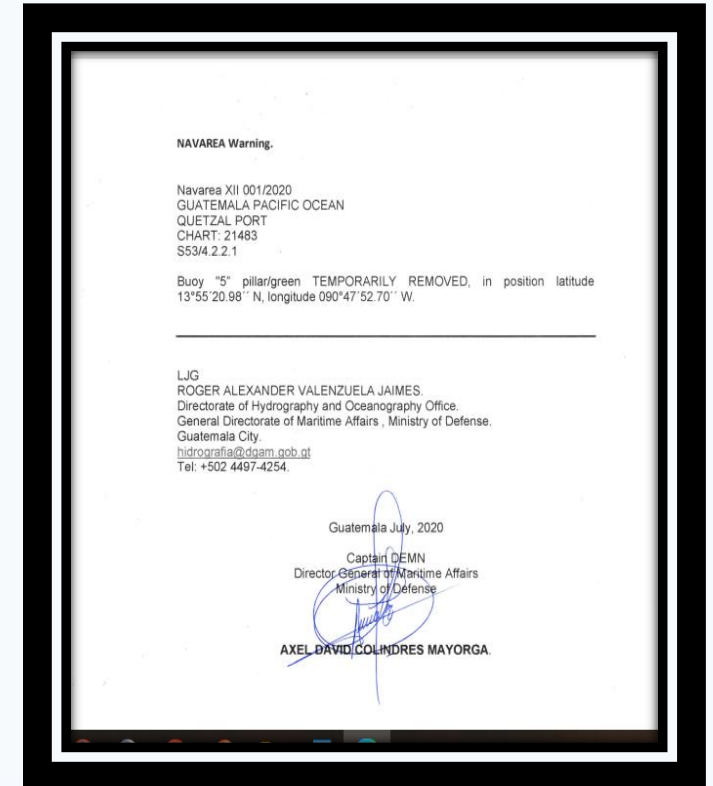 NAVAREA Warning.
Navarea XII 001/2020
GUATEMALA PACIFIC OCEAN
QUETZAL PORT
CHART: 21483
S53/4.2.2.1
Buoy "5" pillar/green TEMPORARILY REMOVED, in position latitude
13°55´20.98´´ N, longitude 090°47´52.70´´ W.
LJG
ROGER ALEXANDER VALENZUELA JAIMES.
Directorate of Hydrography and Oceanography Office.
General Directorate of Maritime Affairs , Ministry of Defense.
Guatemala City.
hidrografia@dgam.gob.gt
Tel: +502 4497-4254.
Guatemala July, 2020
Captain DEMN
Director General of Maritime Affairs
Ministry of Defense
AXEL DAVID COLINDRES MAYORGA.